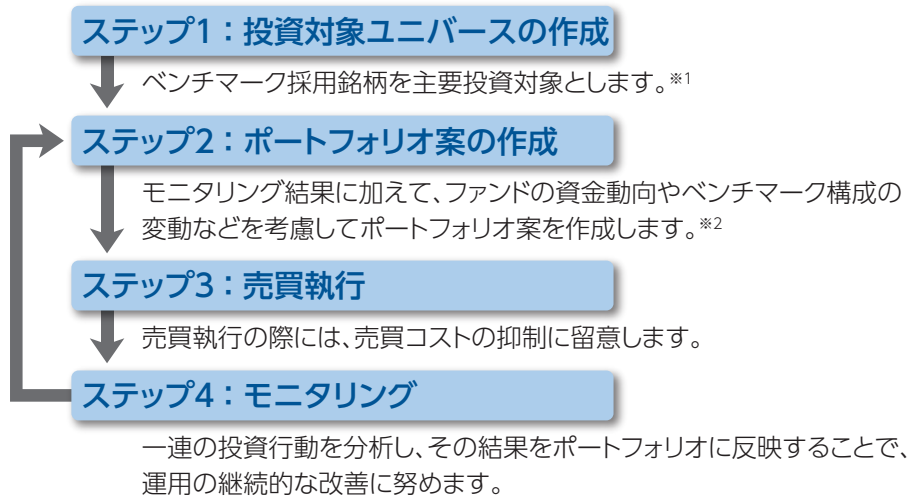 ステップ1：投資対象ユニバースの作成
ベンチマーク採用銘柄を主要投資対象とします。※1
ステップ2：ポートフォリオ案の作成
モニタリング結果に加えて、ファンドの資金動向やベンチマーク構成の
変動などを考慮してポートフォリオ案を作成します。※2
ステップ3：売買執行
売買執行の際には、売買コストの抑制に留意します。
ステップ4：モニタリング
一連の投資行動を分析し、その結果をポートフォリオに反映することで、
運用の継続的な改善に努めます。